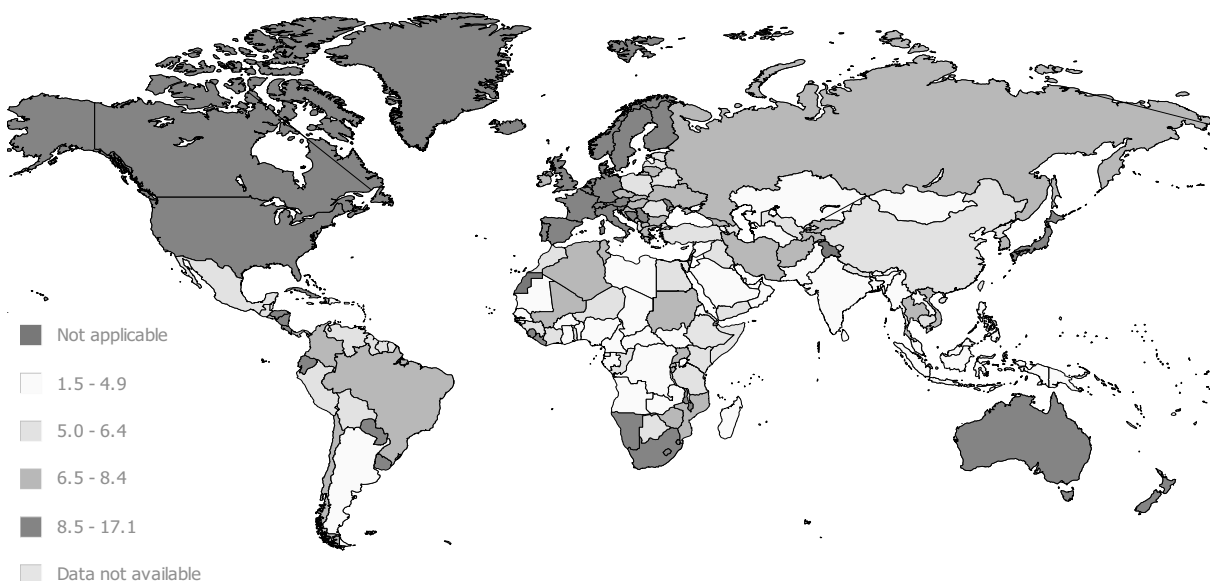 Not applicable
1.5 - 4.9
5.0 - 6.4
6.5 - 8.4
8.5 - 17.1
Data not available